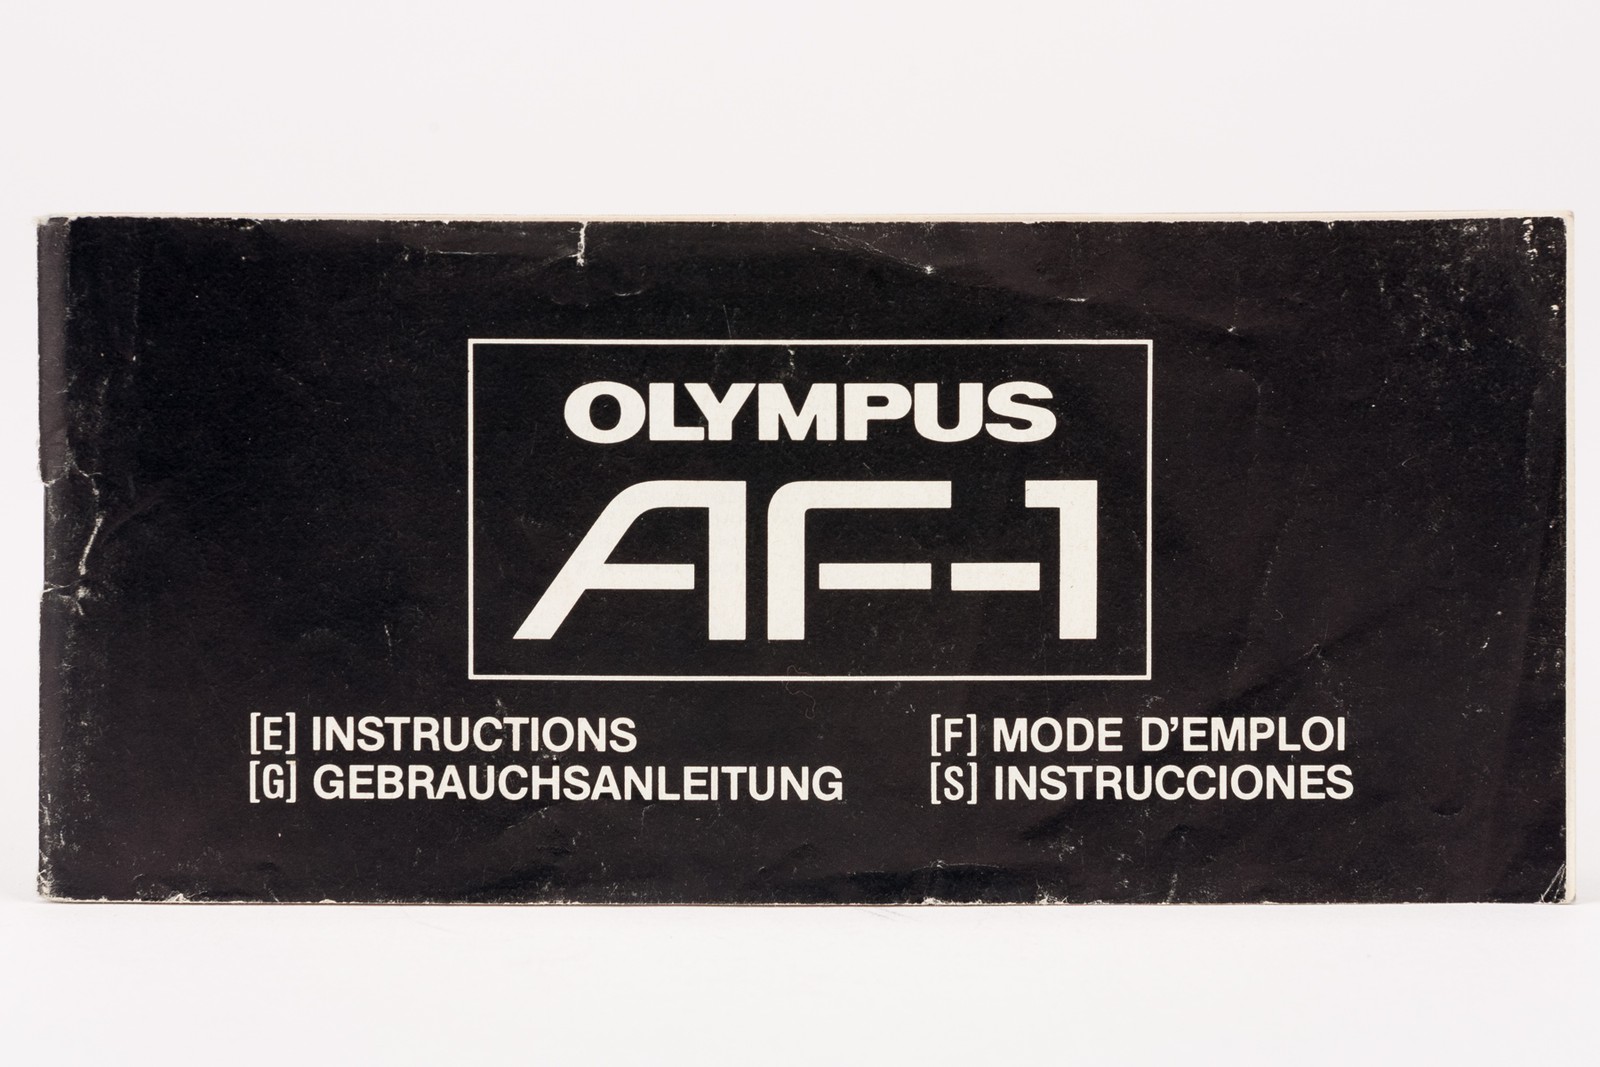 OLYMPUS
AF-1
[E] INSTRUCTIONS
[G] GEBRAUCHSANLEITUNG
[F] MODE D'EMPLOI
[S] INSTRUCCIONES